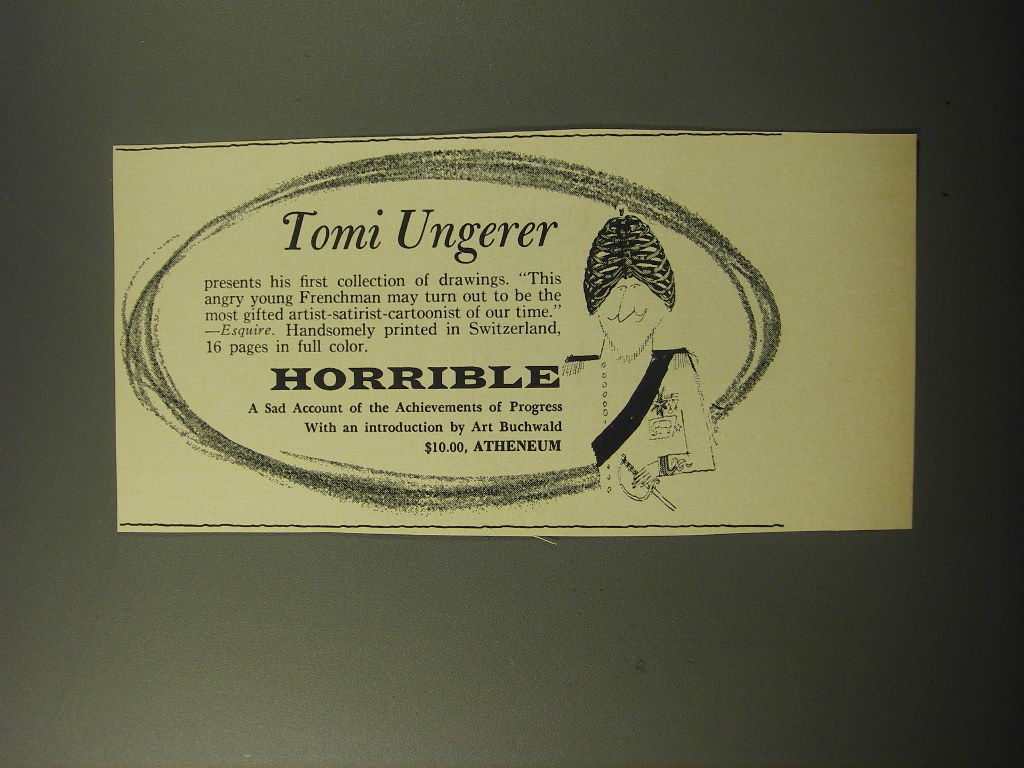 Tomi Ungerer
presents his first collection of drawings. “This
angry young Frenchman may turn out to be the
most gifted artist-satirist-cartoonist of our time.”
—Esquire. Handsomely printed in Switzerland,
16 pages in full color.
HORRIBLE
A Sad Account of the Achievements of Progress
With an introduction by Art Buchwald
$10.00, ATHENEUM